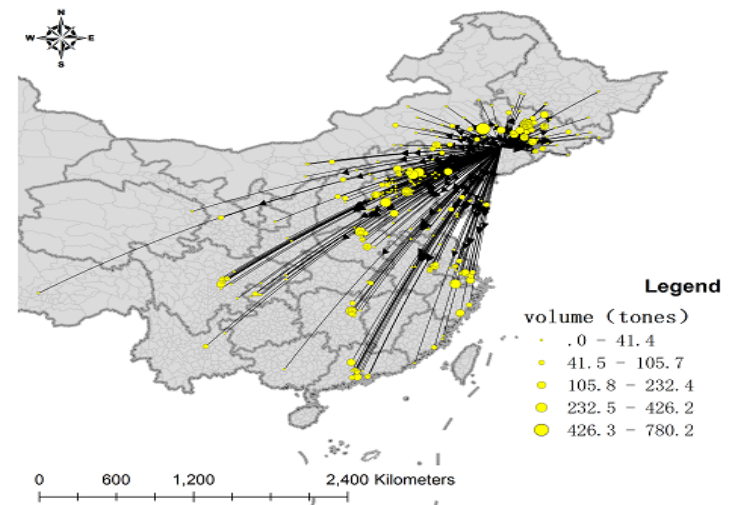 N
W E
S
Legend
volume (tones)
.0 - 41.4
41.5 - 105.7
105.8 - 232.4
232.5 - 426.2
426.3 - 780.2
0 600 1,200 2,400 Kilometers